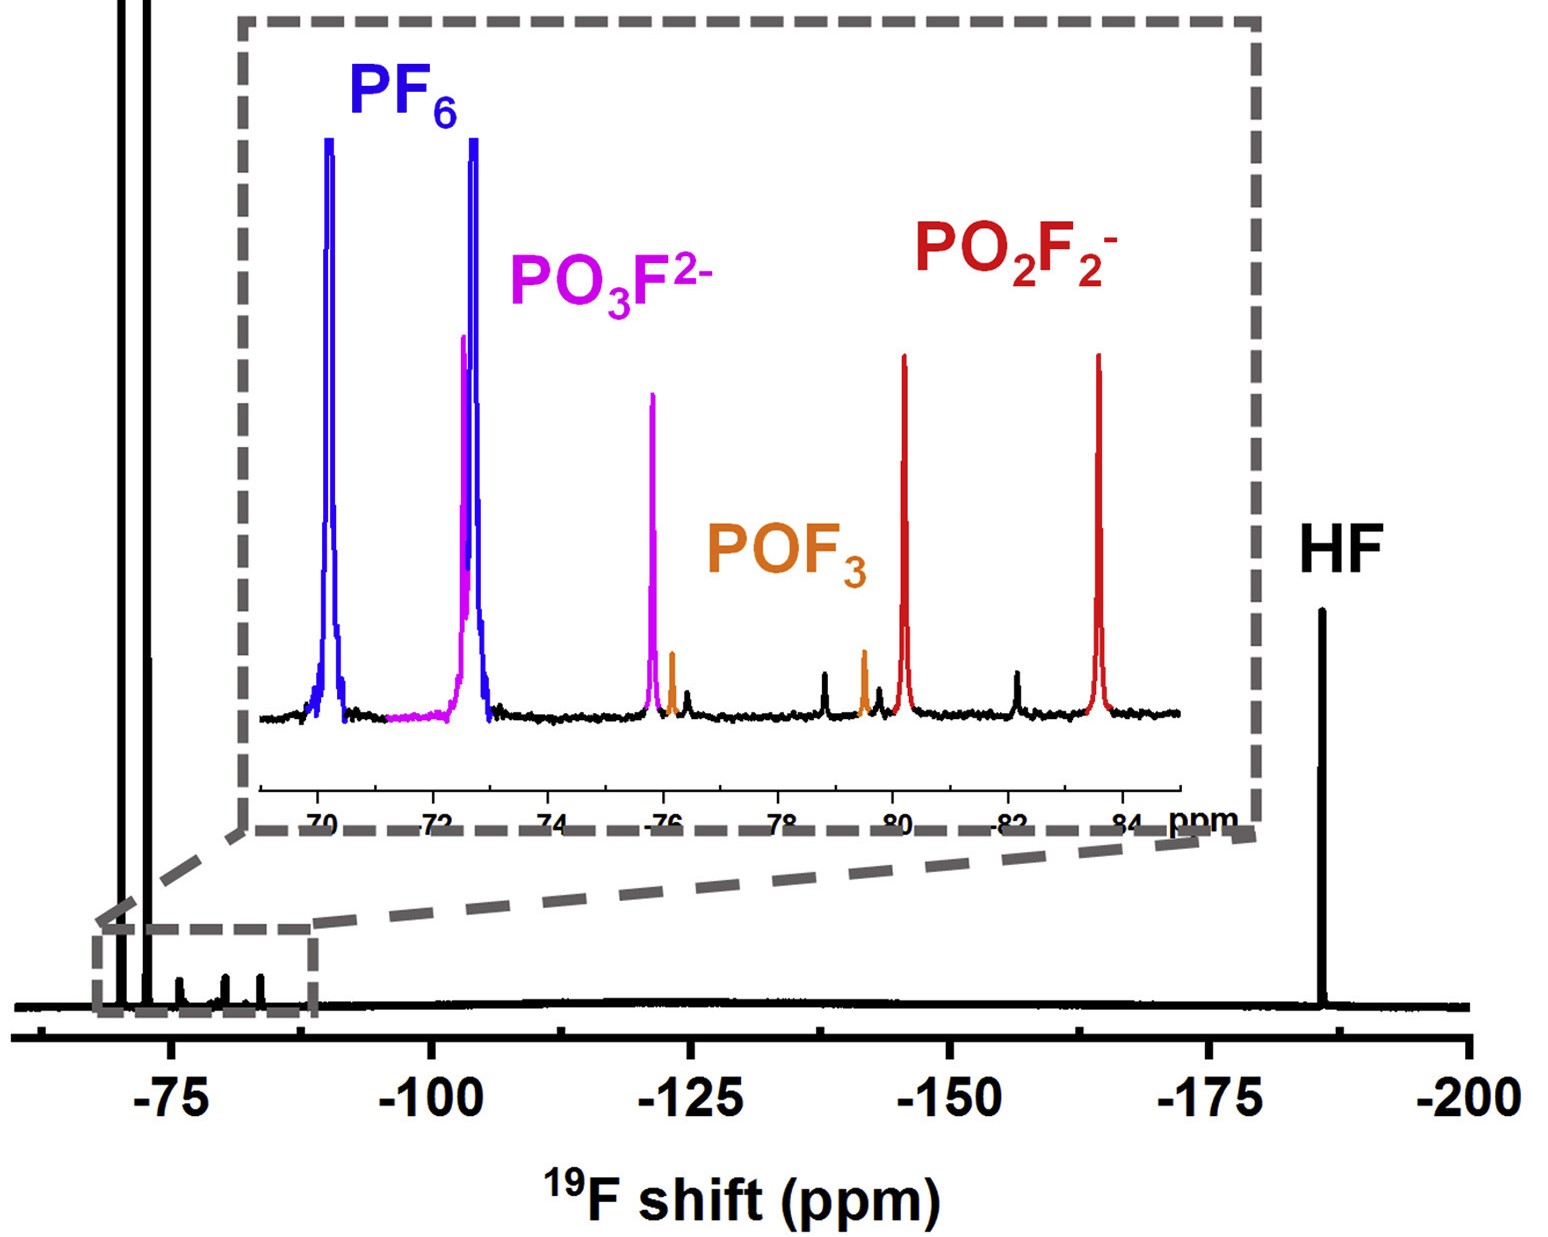 PF₆
PO₃F²⁻
PO₂F₂⁻
POF₃
HF
-70 -72 -74 -76 -78 -80 -82 -84 ppm
-75 -100 -125 -150 -175 -200
¹⁹F shift (ppm)